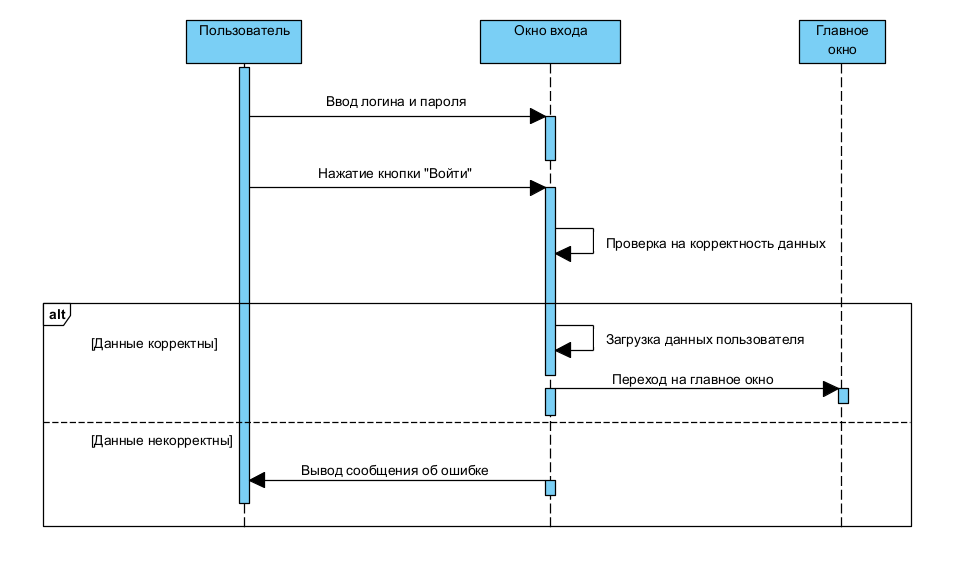 Пользователь
Окно входа
Главное
окно
Ввод логина и пароля
Нажатие кнопки "Войти"
Проверка на корректность данных
alt
[Данные корректны]
Загрузка данных пользователя
Переход на главное окно
[Данные некорректны]
Вывод сообщения об ошибке